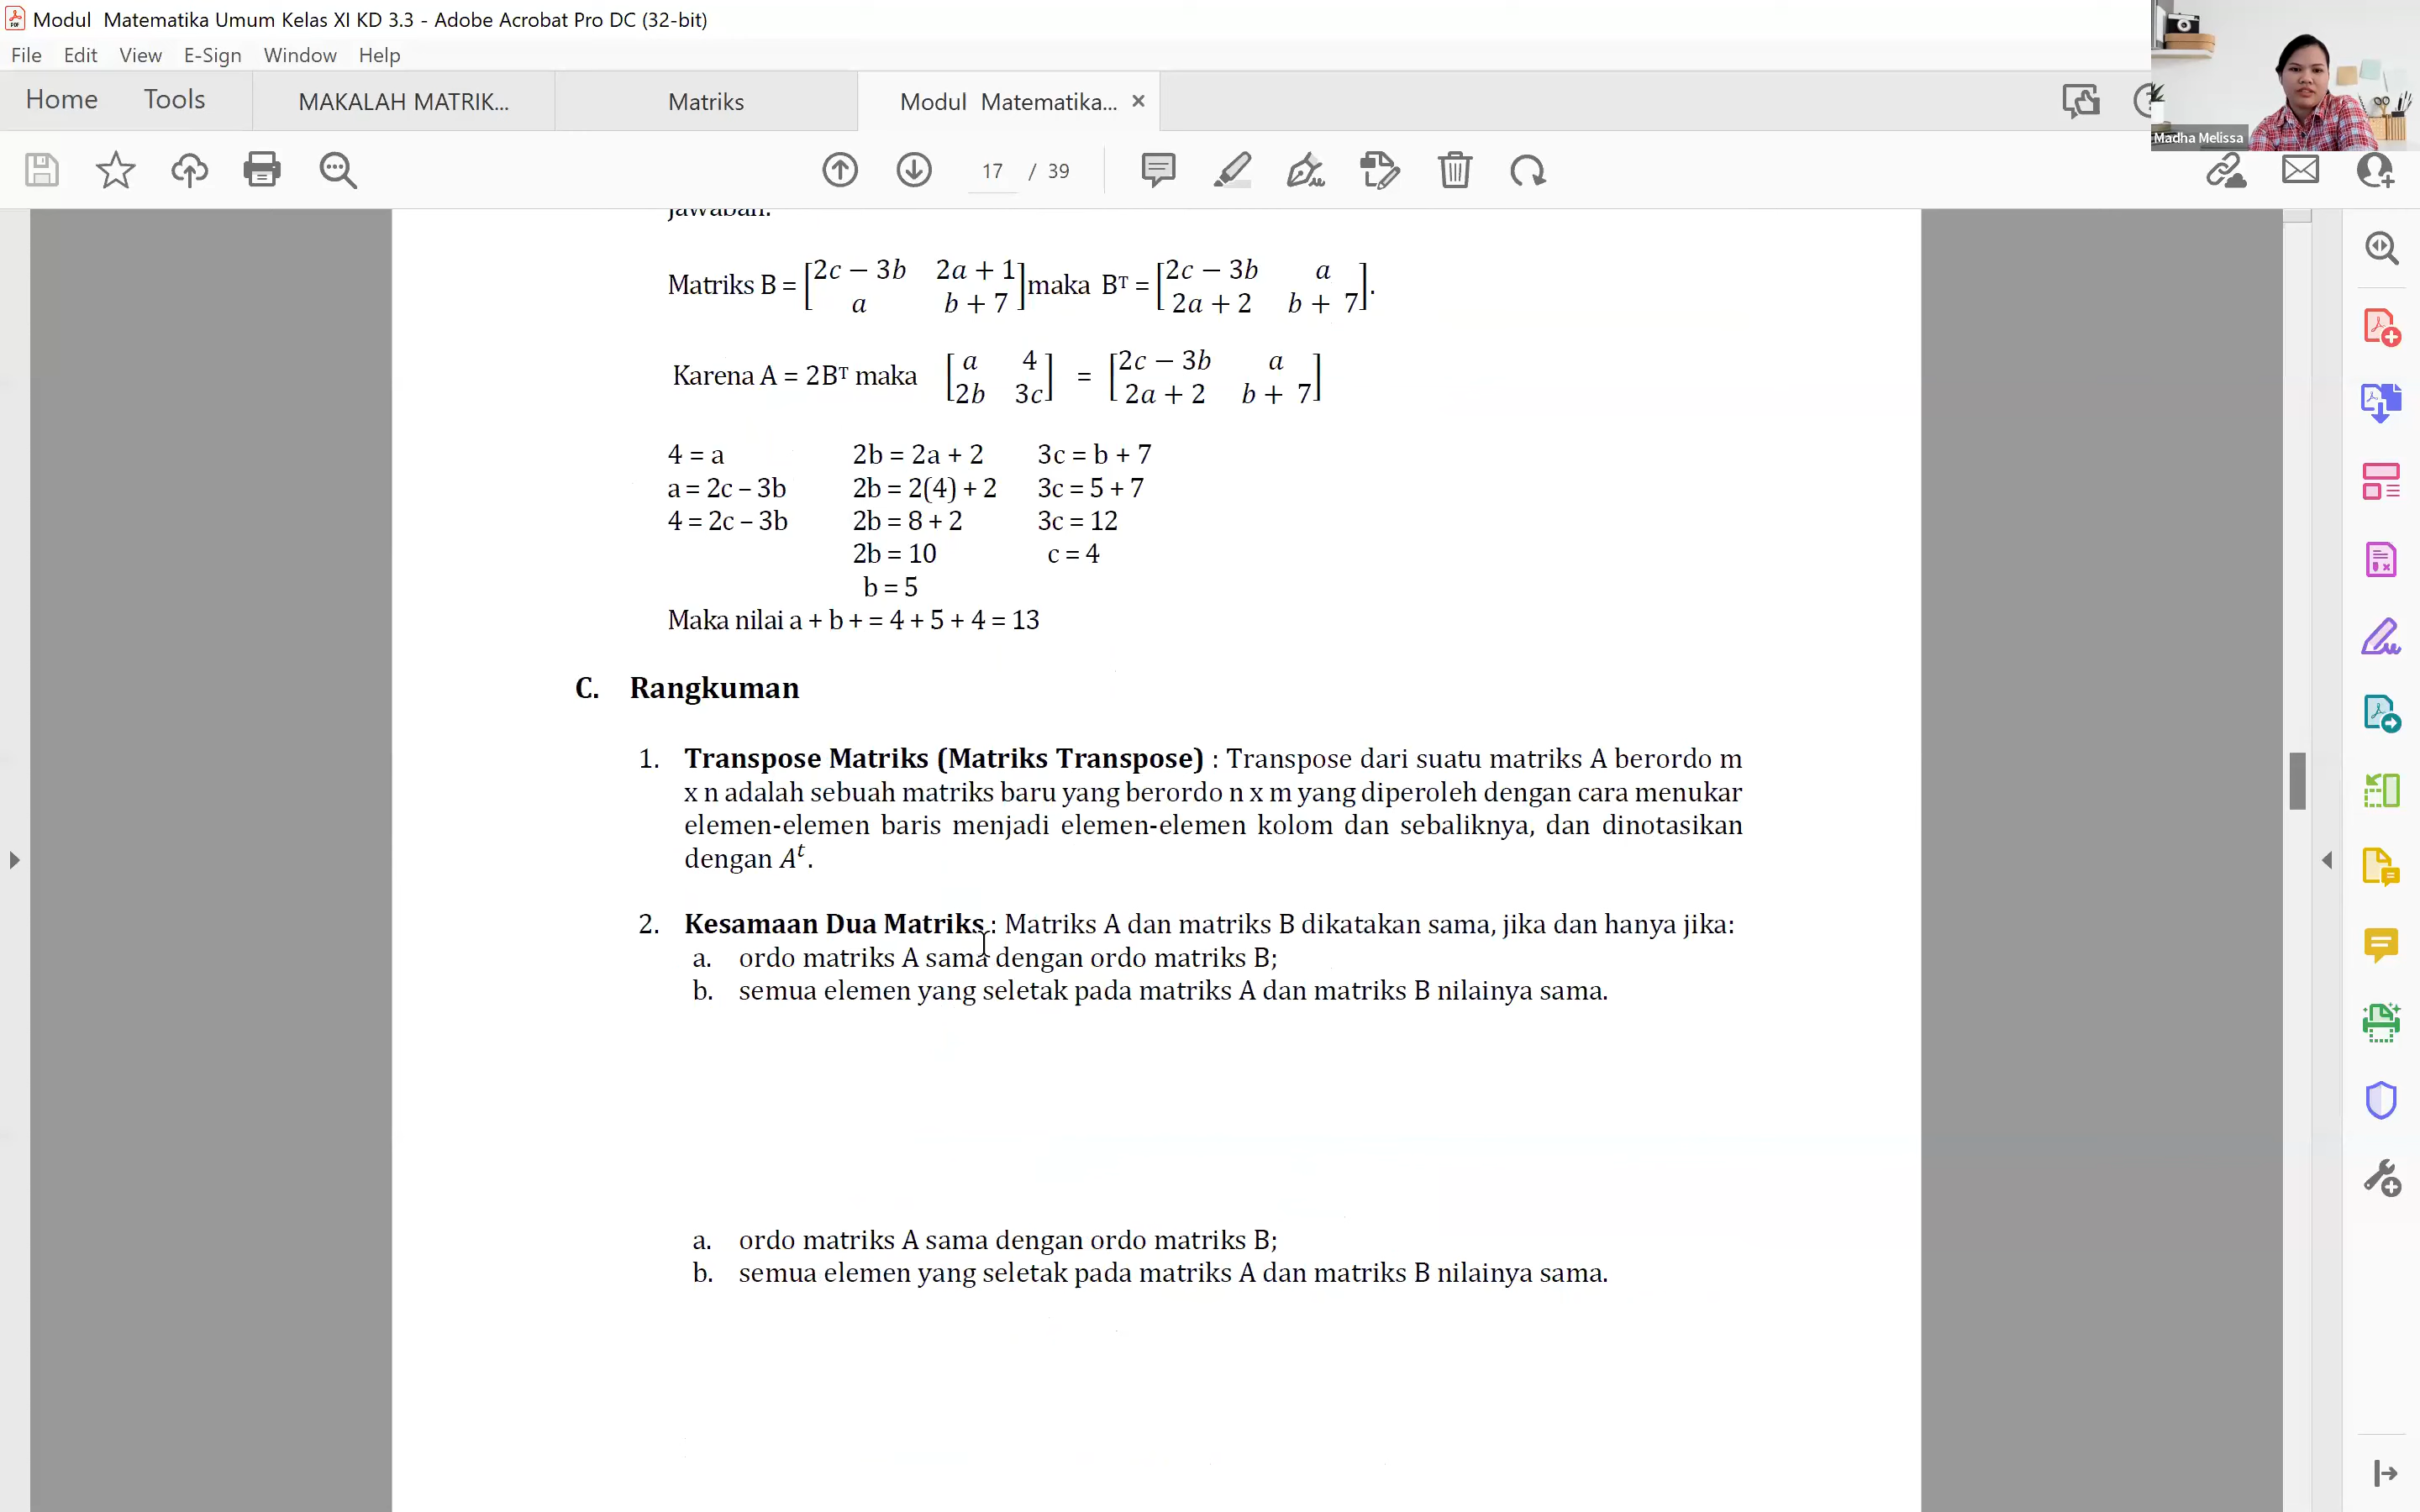 Modul Matematika Umum Kelas XI KD 3.3 - Adobe Acrobat Pro DC (32-bit)
File Edit View E-Sign Window Help
Home Tools MAKALAH MATRIK... Matriks Modul Matematika... ×
17 / 39
Madha Melissa
Jawaban:
Matriks B = [2c − 3b 2a + 1] maka Bᵀ = [2c − 3b a].
a b + 7 2a + 2 b + 7
Karena A = 2Bᵀ maka [a 4] = [2c − 3b a]
2b 3c 2a + 2 b + 7
4 = a 2b = 2a + 2 3c = b + 7
a = 2c – 3b 2b = 2(4) + 2 3c = 5 + 7
4 = 2c – 3b 2b = 8 + 2 3c = 12
2b = 10 c = 4
b = 5
Maka nilai a + b + = 4 + 5 + 4 = 13
C. Rangkuman
1. Transpose Matriks (Matriks Transpose) : Transpose dari suatu matriks A berordo m
x n adalah sebuah matriks baru yang berordo n x m yang diperoleh dengan cara menukar
elemen-elemen baris menjadi elemen-elemen kolom dan sebaliknya, dan dinotasikan
dengan Aᵗ.
2. Kesamaan Dua Matriks : Matriks A dan matriks B dikatakan sama, jika dan hanya jika:
a. ordo matriks A sama dengan ordo matriks B;
b. semua elemen yang seletak pada matriks A dan matriks B nilainya sama.
a. ordo matriks A sama dengan ordo matriks B;
b. semua elemen yang seletak pada matriks A dan matriks B nilainya sama.